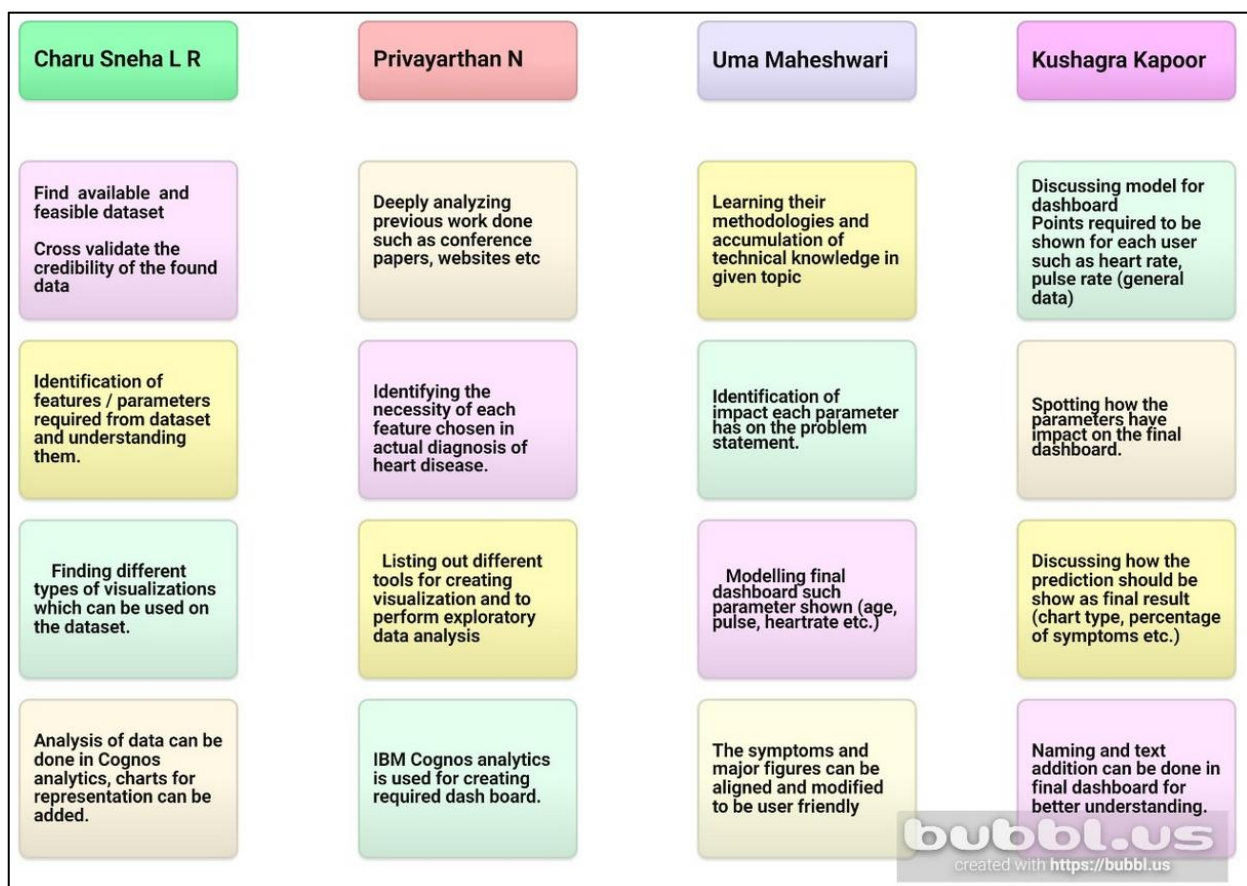 Charu Sneha L R
Privayarthan N
Uma Maheshwari
Kushagra Kapoor
Find available and
feasible dataset
Cross validate the
credibility of the found
data
Deeply analyzing
previous work done
such as conference
papers, websites etc
Learning their
methodologies and
accumulation of
technical knowledge in
given topic
Discussing model for
dashboard
Points required to be
shown for each user
such as heart rate,
pulse rate (general
data)
Identification of
features / parameters
required from dataset
and understanding
them.
Identifying the
necessity of each
feature chosen in
actual diagnosis of
heart disease.
Identification of
impact each parameter
has on the problem
statement.
Spotting how the
parameters have
impact on the final
dashboard.
Finding different
types of visualizations
which can be used on
the dataset.
Listing out different
tools for creating
visualization and to
perform exploratory
data analysis
Modelling final
dashboard such
parameter shown (age,
pulse, heartrate etc.)
Discussing how the
prediction should be
show as final result
(chart type, percentage
of symptoms etc.)
Analysis of data can be
done in Cognos
analytics, charts for
representation can be
added.
IBM Cognos analytics
is used for creating
required dash board.
The symptoms and
major figures can be
aligned and modified
to be user friendly
Naming and text
addition can be done in
final dashboard for
better understanding.
bubbl.us
created with https://bubbl.us